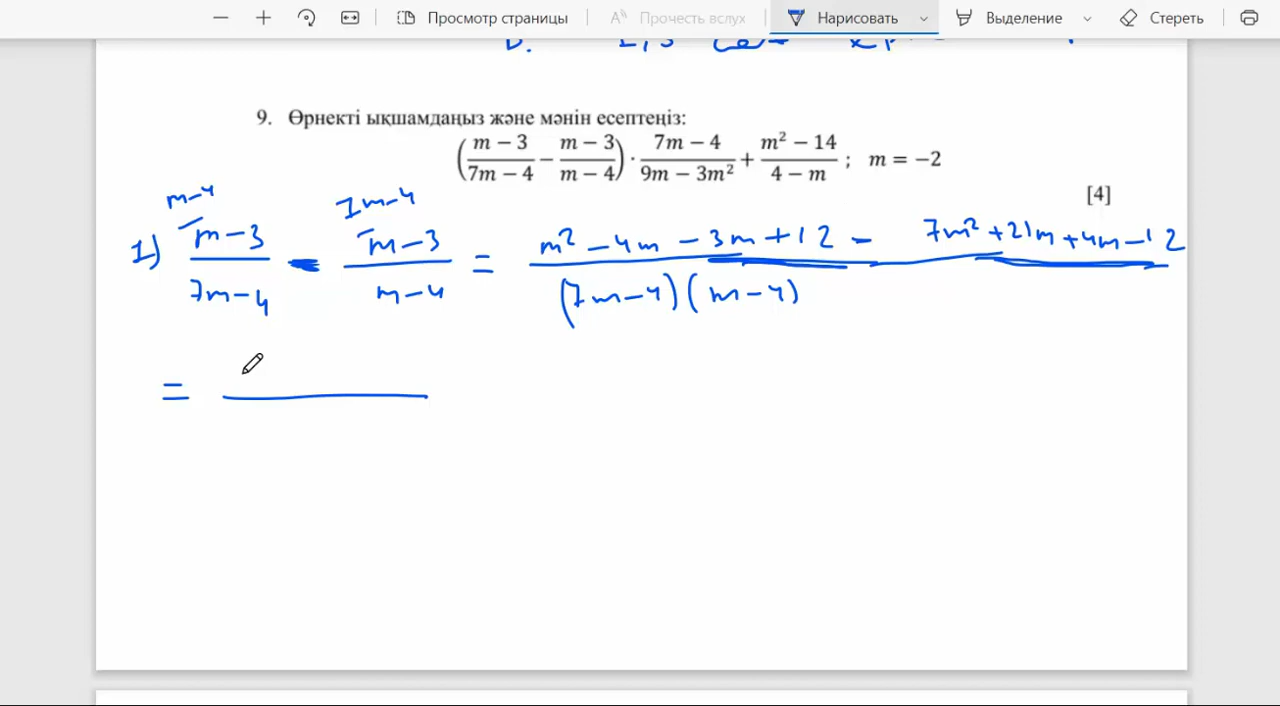 Просмотр страницы Прочесть вслух Нарисовать Выделение Стереть
9. Өрнекті ықшамдаңыз және мәнін есептеңіз:
(m − 3 / 7m − 4 − m − 3 / m − 4) · 7m − 4 / 9m − 3m² + m² − 14 / 4 − m ; m = −2
[4]
m-4 7m-4
1) m-3 / 7m-4 - m-3 / m-4 = m² -4m -3m +12 - 7m² +21m +4m -12 / (7m-4)(m-4)
=